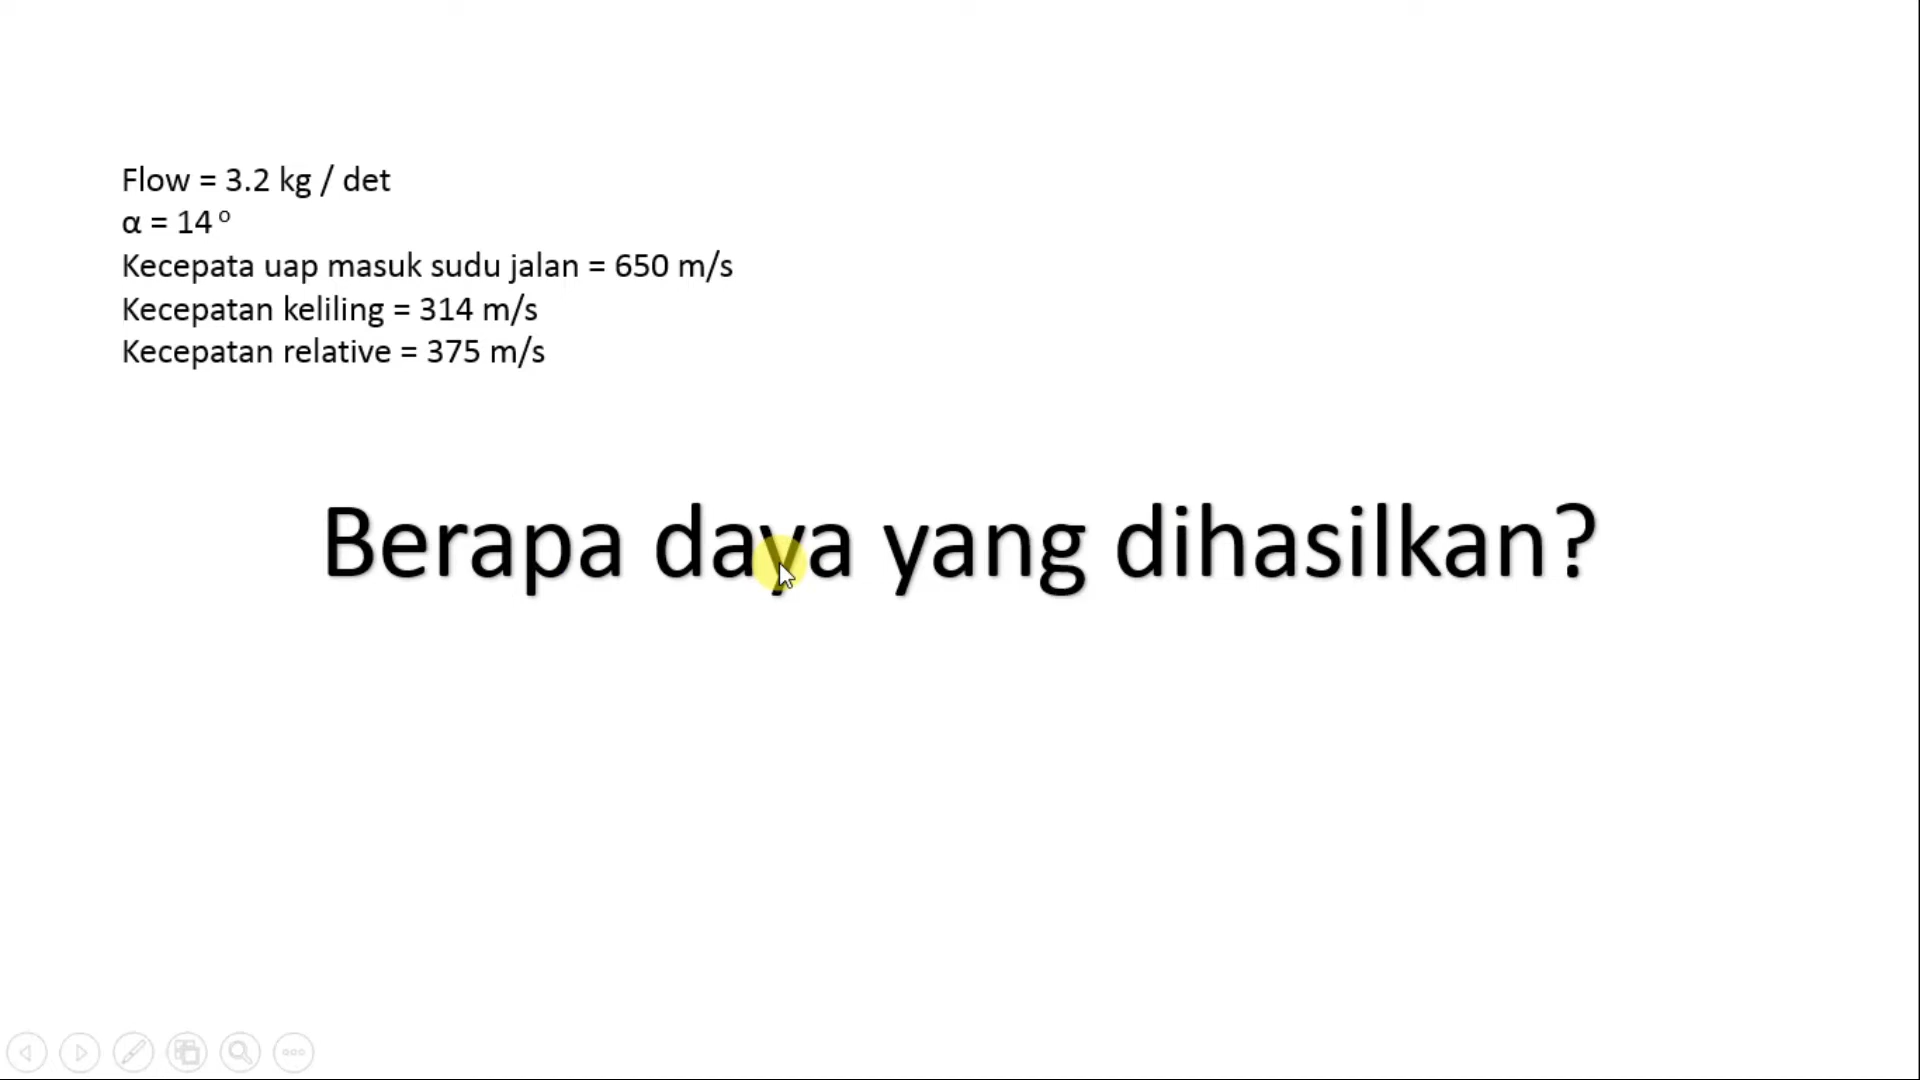 Flow = 3.2 kg / det
α = 14 º
Kecepata uap masuk sudu jalan = 650 m/s
Kecepatan keliling = 314 m/s
Kecepatan relative = 375 m/s
Berapa daya yang dihasilkan?